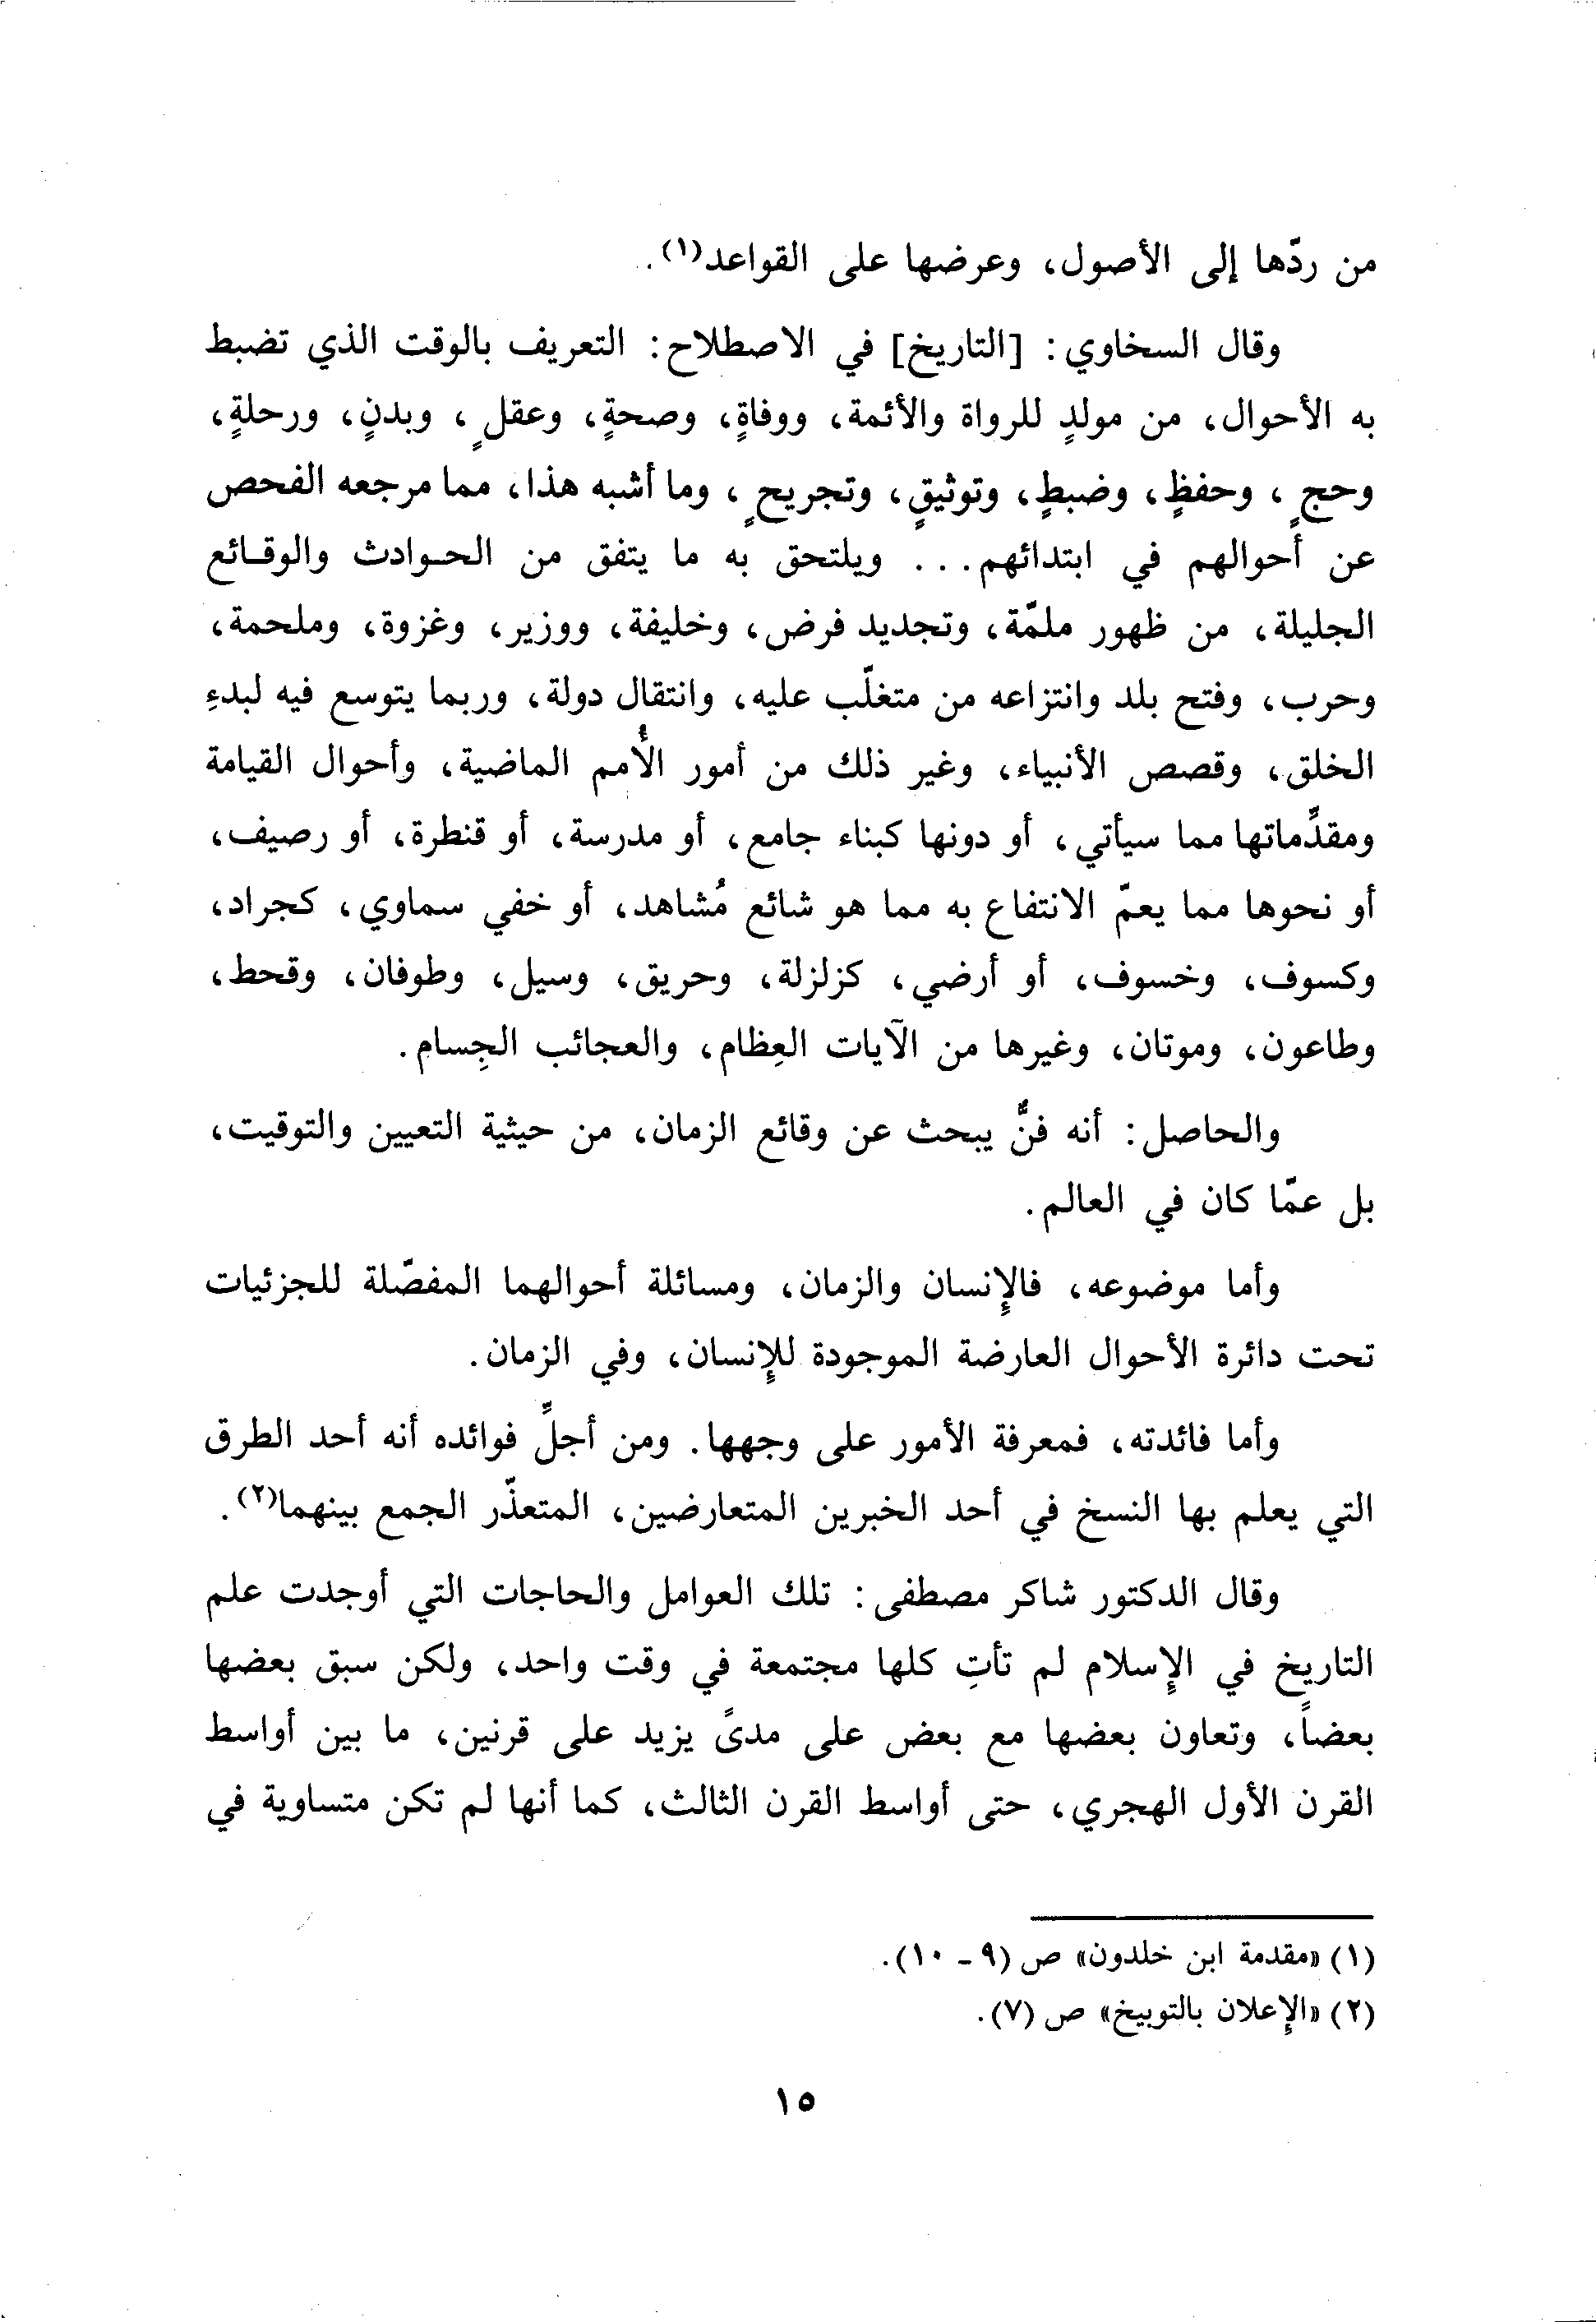 من ردّها إلى الأصول، وعرضها على القواعد(١).
وقال السخاوي: [التاريخ] في الاصطلاح: التعريف بالوقت الذي تضبط
به الأحوال، من مولدٍ للرواة والأئمة، ووفاةٍ، وصحةٍ، وعقلٍ، وبدنٍ، ورحلةٍ،
وحجٍ، وحفظٍ، وضبطٍ، وتوثيقٍ، وتجريحٍ، وما أشبه هذا، مما مرجعه الفحص
عن أحوالهم في ابتدائهم... ويلتحق به ما يتفق من الحوادث والوقائع
الجليلة، من ظهور ملمّة، وتجديد فرض، وخليفة، ووزير، وغزوة، وملحمة،
وحرب، وفتح بلد وانتزاعه من متغلّب عليه، وانتقال دولة، وربما يتوسع فيه لبدءِ
الخلق، وقصص الأنبياء، وغير ذلك من أمور الأُمم الماضية، وأحوال القيامة
ومقدِّماتها مما سيأتي، أو دونها كبناء جامع، أو مدرسة، أو قنطرة، أو رصيف،
أو نحوها مما يعمّ الانتفاع به مما هو شائع مُشاهد، أو خفي سماوي، كجراد،
وكسوف، وخسوف، أو أرضي، كزلزلة، وحريق، وسيل، وطوفان، وقحط،
وطاعون، وموتان، وغيرها من الآيات العِظام، والعجائب الجِسام.
والحاصل: أنه فنٌّ يبحث عن وقائع الزمان، من حيثية التعيين والتوقيت،
بل عمّا كان في العالم.
وأما موضوعه، فالإنسان والزمان، ومسائلة أحوالهما المفصّلة للجزئيات
تحت دائرة الأحوال العارضة الموجودة للإنسان، وفي الزمان.
وأما فائدته، فمعرفة الأمور على وجهها. ومن أجلِّ فوائده أنه أحد الطرق
التي يعلم بها النسخ في أحد الخبرين المتعارضين، المتعذّر الجمع بينهما(٢).
وقال الدكتور شاكر مصطفى: تلك العوامل والحاجات التي أوجدت علم
التاريخ في الإسلام لم تأتِ كلها مجتمعة في وقت واحد، ولكن سبق بعضها
بعضاً، وتعاون بعضها مع بعض على مدىً يزيد على قرنين، ما بين أواسط
القرن الأول الهجري، حتى أواسط القرن الثالث، كما أنها لم تكن متساوية في
(١) «مقدمة ابن خلدون» ص (٩ - ١٠).
(٢) «الإعلان بالتوبيخ» ص (٧).
١٥